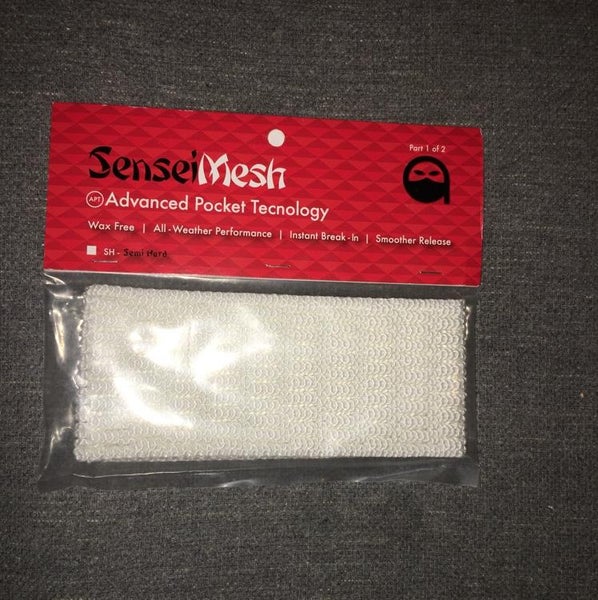 Part 1 of 2
SenseiMesh
APT Advanced Pocket Tecnology
Wax Free | All-Weather Performance | Instant Break-In | Smoother Release
SH - Semi Hard